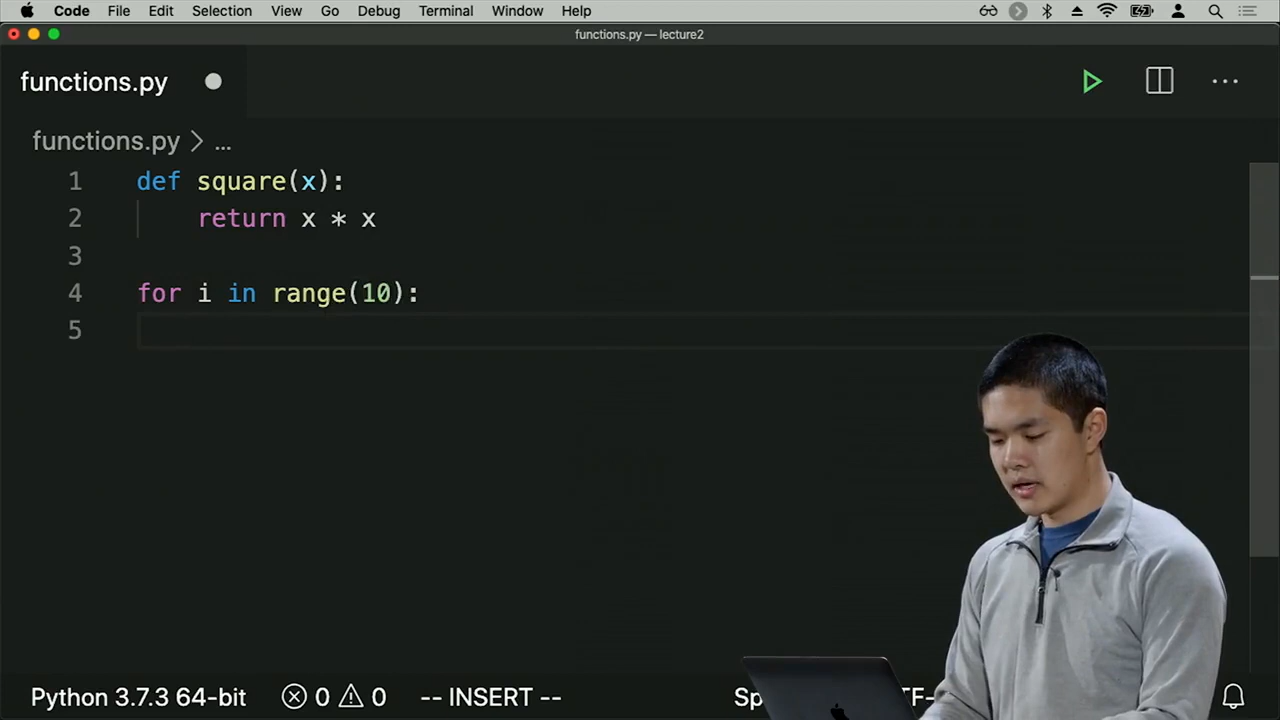 Code File Edit Selection View Go Debug Terminal Window Help
functions.py — lecture2
functions.py
functions.py > ...
1 def square(x):
2     return x * x
3
4 for i in range(10):
5
Python 3.7.3 64-bit 0 0 -- INSERT -- Sp F-